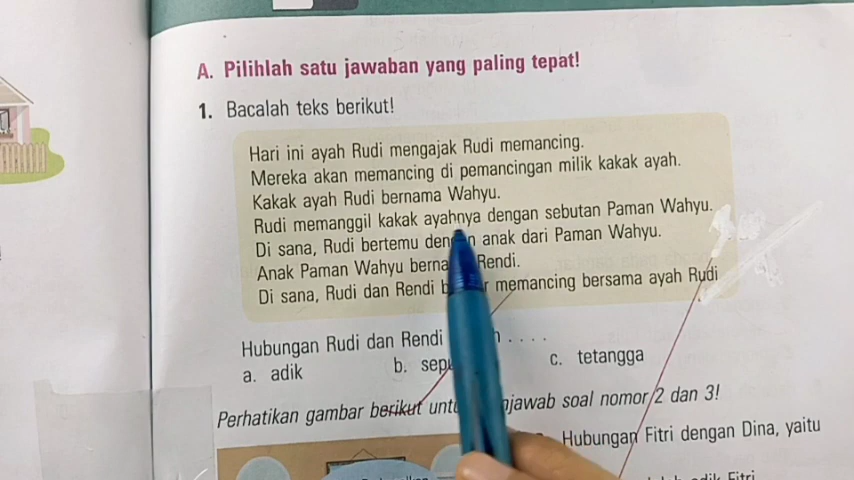 A. Pilihlah satu jawaban yang paling tepat!
1. Bacalah teks berikut!
Hari ini ayah Rudi mengajak Rudi memancing.
Mereka akan memancing di pemancingan milik kakak ayah.
Kakak ayah Rudi bernama Wahyu.
Rudi memanggil kakak ayahnya dengan sebutan Paman Wahyu.
Di sana, Rudi bertemu dengan anak dari Paman Wahyu.
Anak Paman Wahyu Rendi.
Di sana, Rudi dan Rendi memancing bersama ayah Rudi
Hubungan Rudi dan Rendi . . . .
a. adik b. c. tetangga
Perhatikan gambar berikut soal nomor 2 dan 3!
Hubungan Fitri dengan Dina, yaitu
adik Fitri